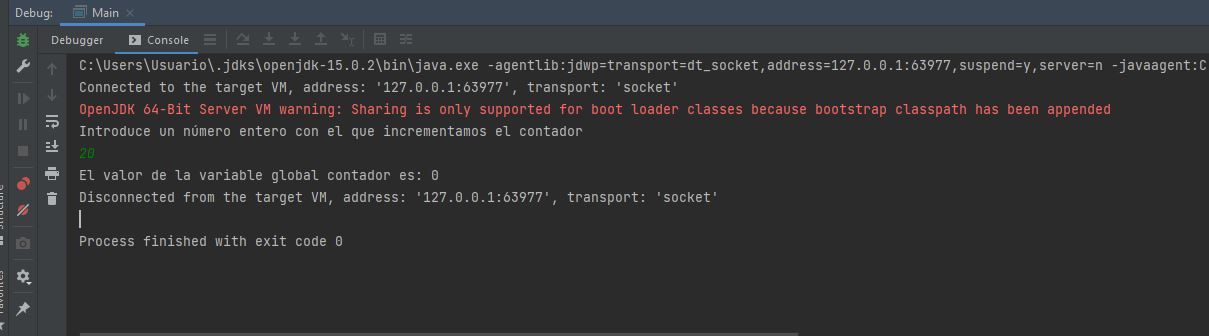 Debug: Main
Debugger Console
C:\Users\Usuario\.jdks\openjdk-15.0.2\bin\java.exe -agentlib:jdwp=transport=dt_socket,address=127.0.0.1:63977,suspend=y,server=n -javaagent:C
Connected to the target VM, address: '127.0.0.1:63977', transport: 'socket'
OpenJDK 64-Bit Server VM warning: Sharing is only supported for boot loader classes because bootstrap classpath has been appended
Introduce un número entero con el que incrementamos el contador
20
El valor de la variable global contador es: 0
Disconnected from the target VM, address: '127.0.0.1:63977', transport: 'socket'
Process finished with exit code 0
Structure